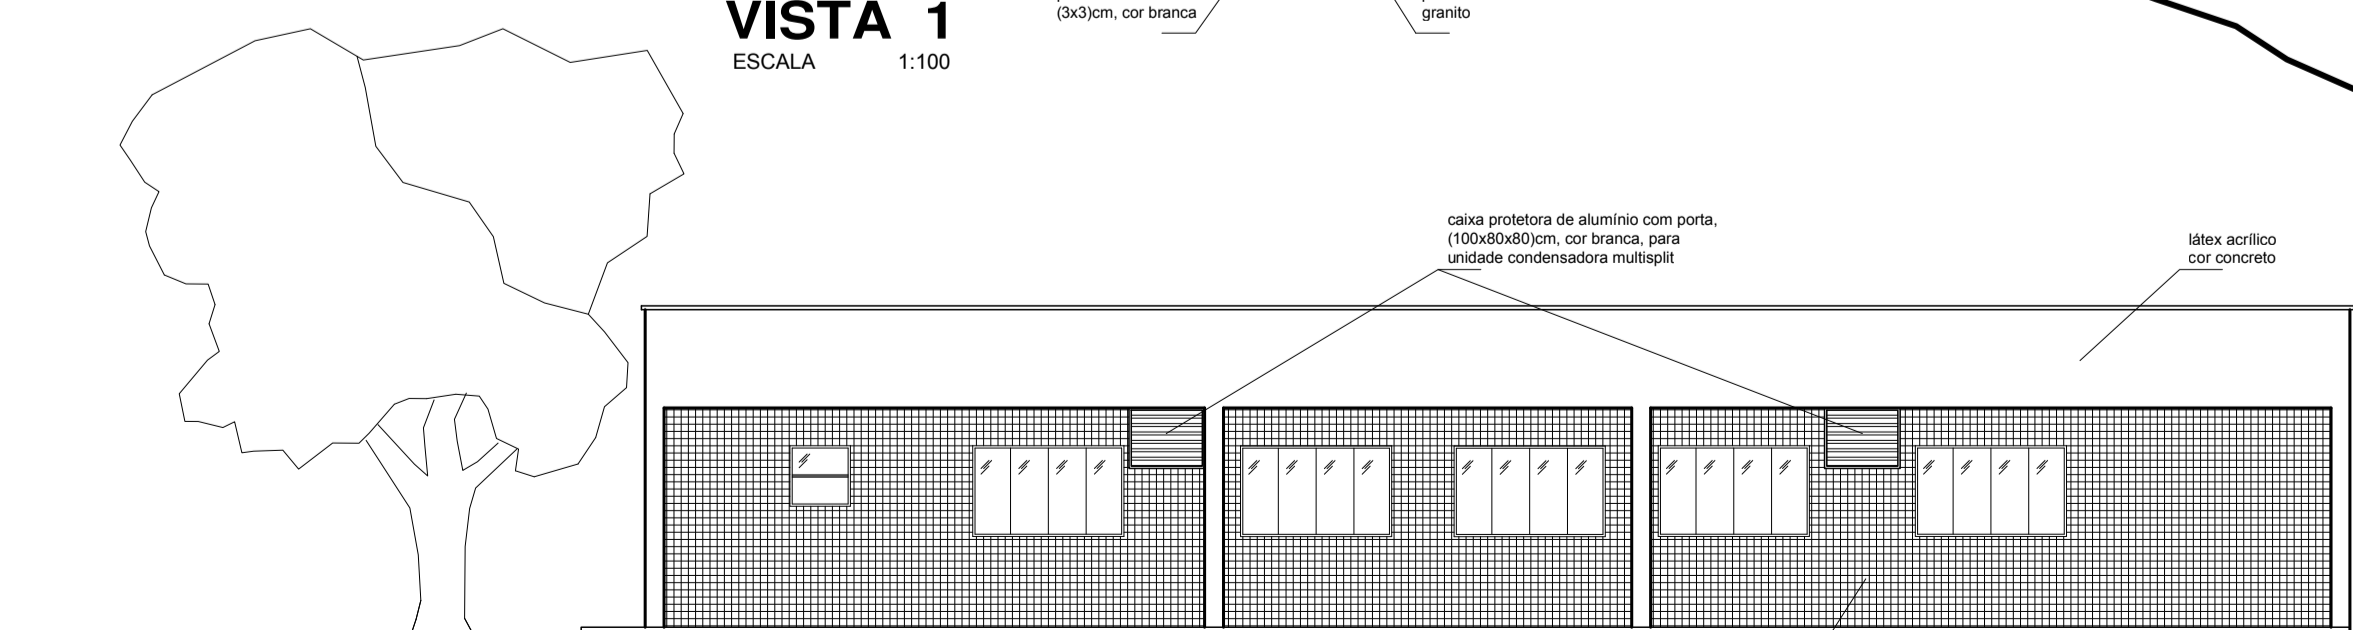 VISTA 1
ESCALA 1:100
(3x3)cm, cor branca
granito
caixa protetora de alumínio com porta,
(100x80x80)cm, cor branca, para
unidade condensadora multisplit
látex acrílico
cor concreto